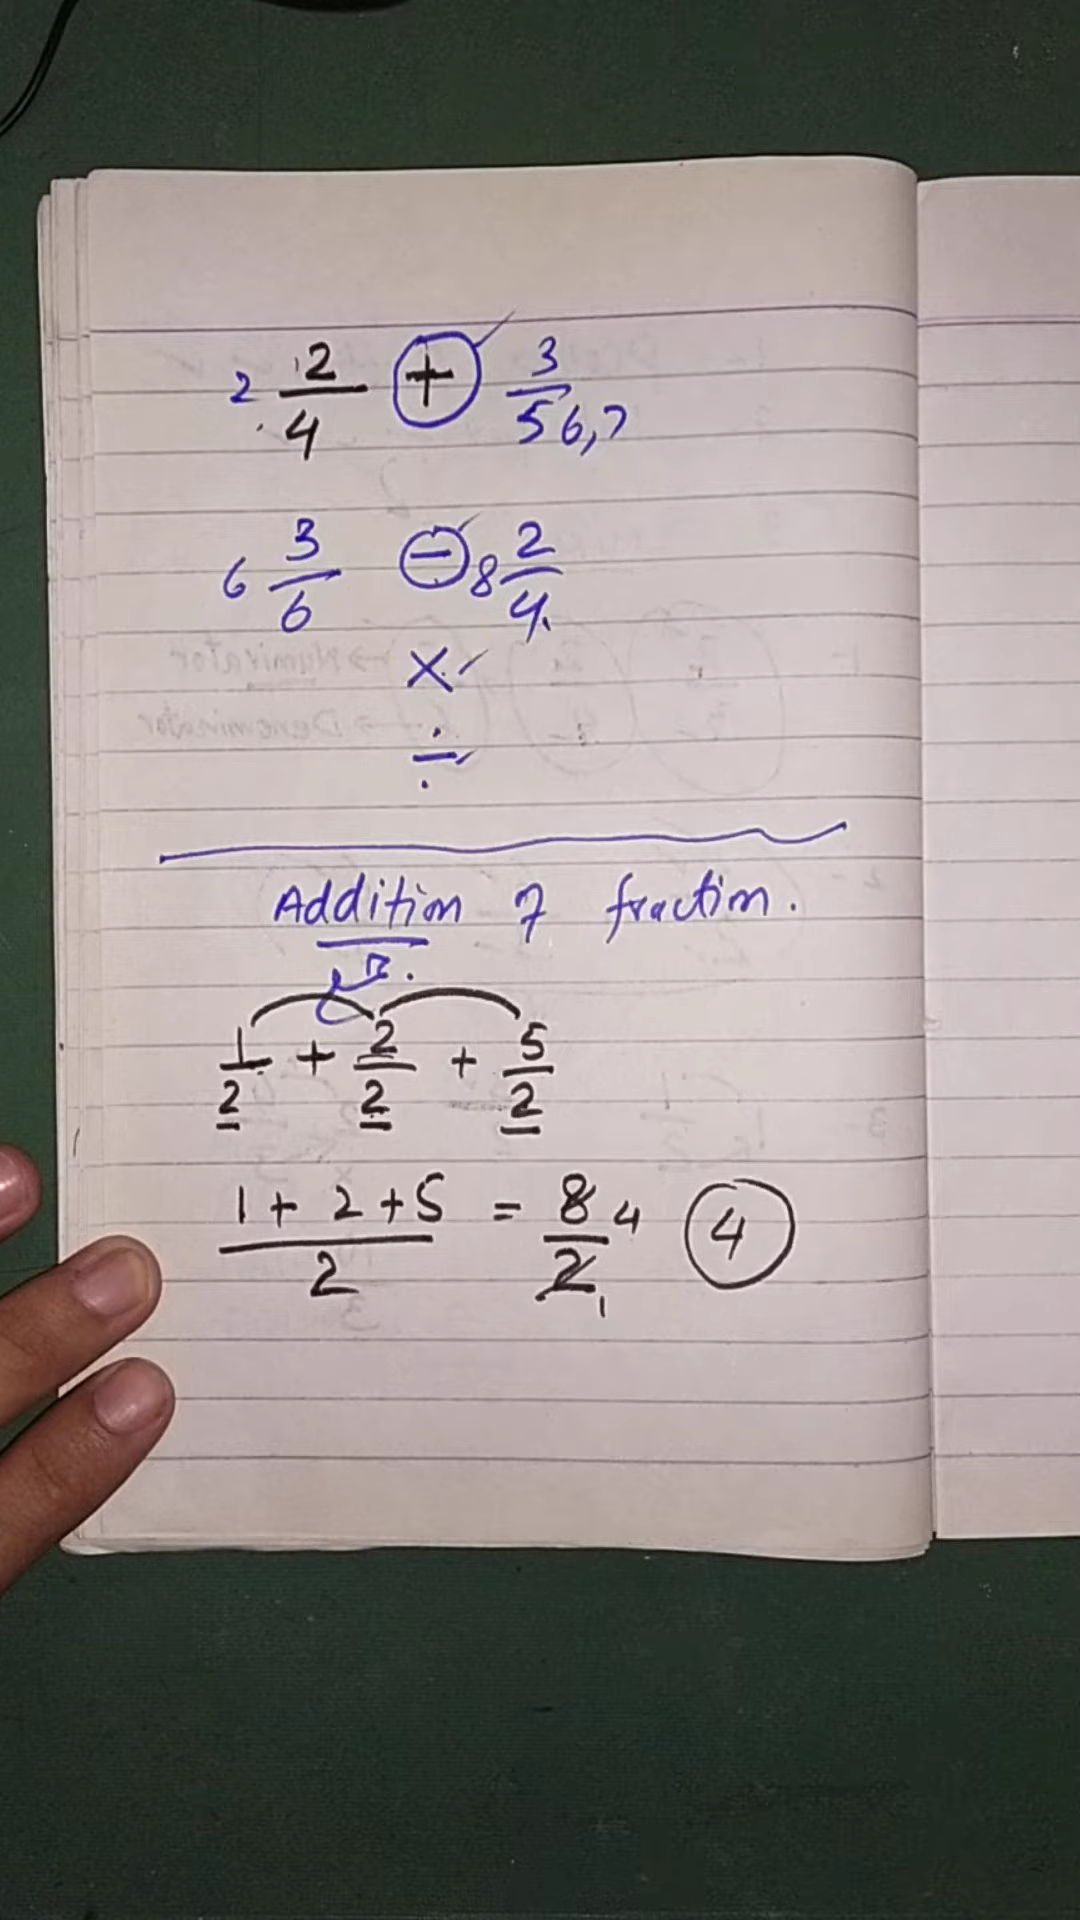 2 2/4 + 3/5 6,7
6 3/6 - 8 2/4
×
÷
Addition of fraction.
1/2 + 2/2 + 5/2
1 + 2 + 5 / 2 = 8/2 4 1 4